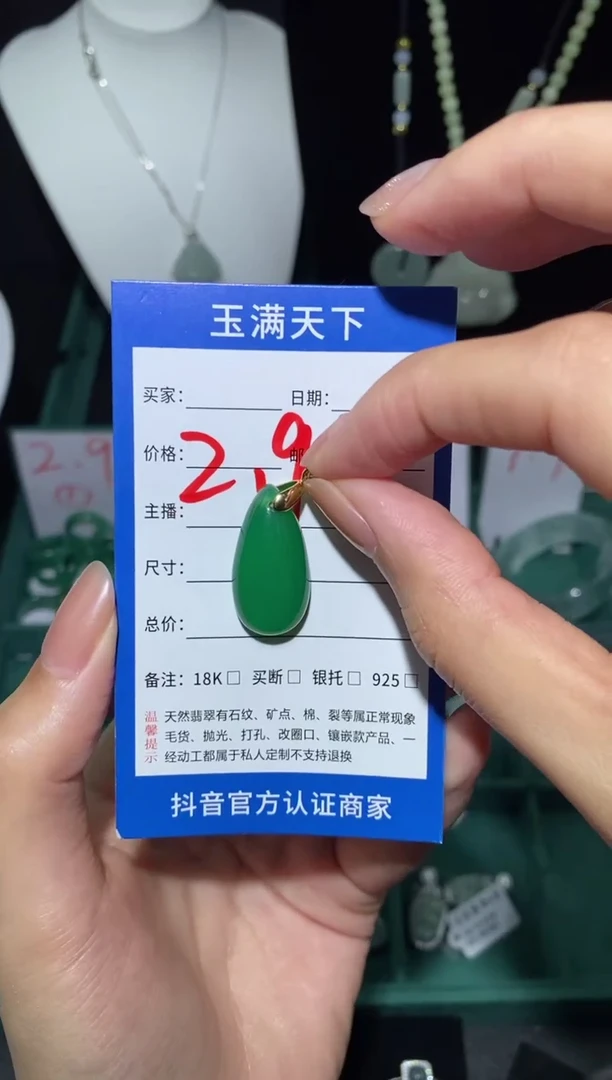 玉满天下
买家: 日期:
价格: 2.9 邮
主播:
尺寸:
总价:
备注: 18K□ 买断□ 银托□ 925□
温馨提示
天然翡翠有石纹、矿点、棉、裂等属正常现象
毛货、抛光、打孔、改圈口、镶嵌款产品、一
经动工都属于私人定制不支持退换
抖音官方认证商家
2.9